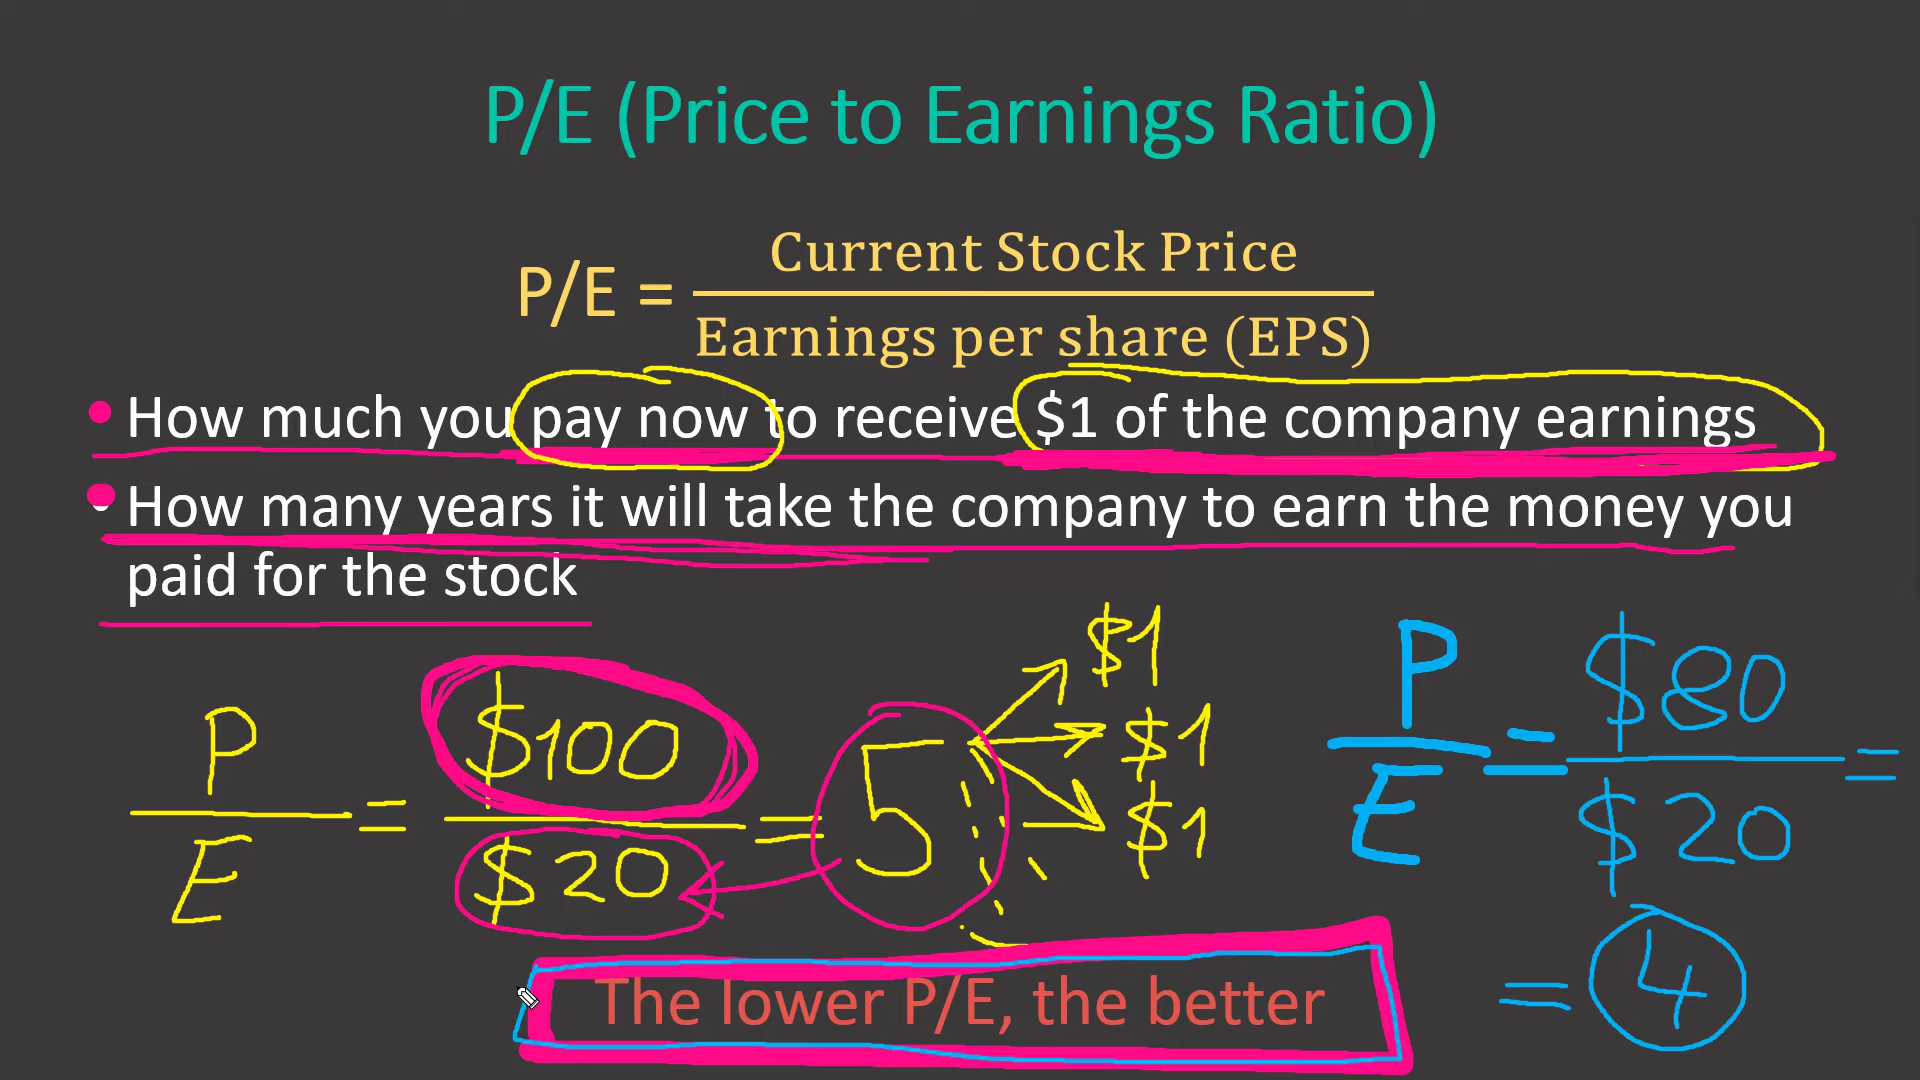 P/E (Price to Earnings Ratio)
P/E = Current Stock Price / Earnings per share (EPS)
• How much you pay now to receive $1 of the company earnings
• How many years it will take the company to earn the money you
paid for the stock
P/E = $100/$20 = 5
$1
$1
$1
P/E = $80/$20 =
= 4
The lower P/E, the better